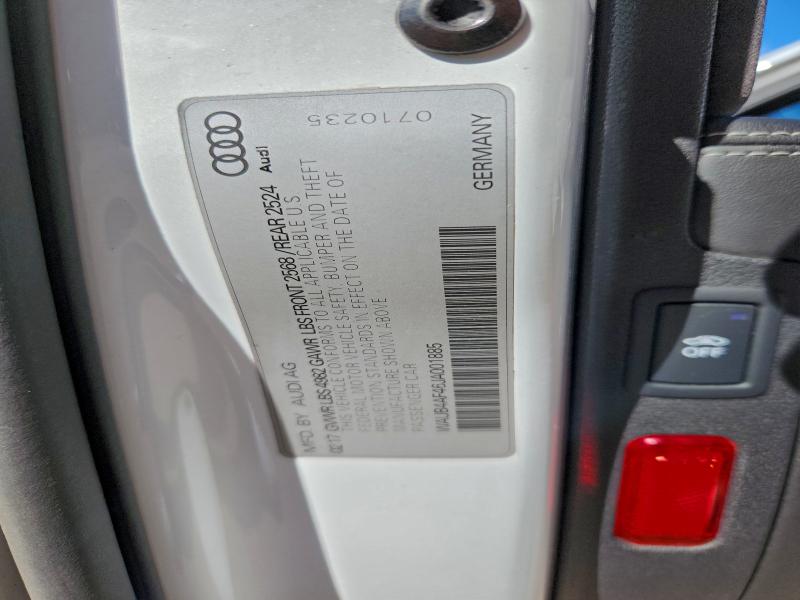 MFD. BY AUDI AG
02/17 GVWR LBS 4982 GAWR LBS FRONT 2568 / REAR 2524
THIS VEHICLE CONFORMS TO ALL APPLICABLE U.S.
FEDERAL MOTOR VEHICLE SAFETY, BUMPER AND THEFT
PREVENTION STANDARDS IN EFFECT ON THE DATE OF
MANUFACTURE SHOWN ABOVE.
PASSENGER CAR
WAUB4AF46JA001885
Audi
0710235
GERMANY
OFF